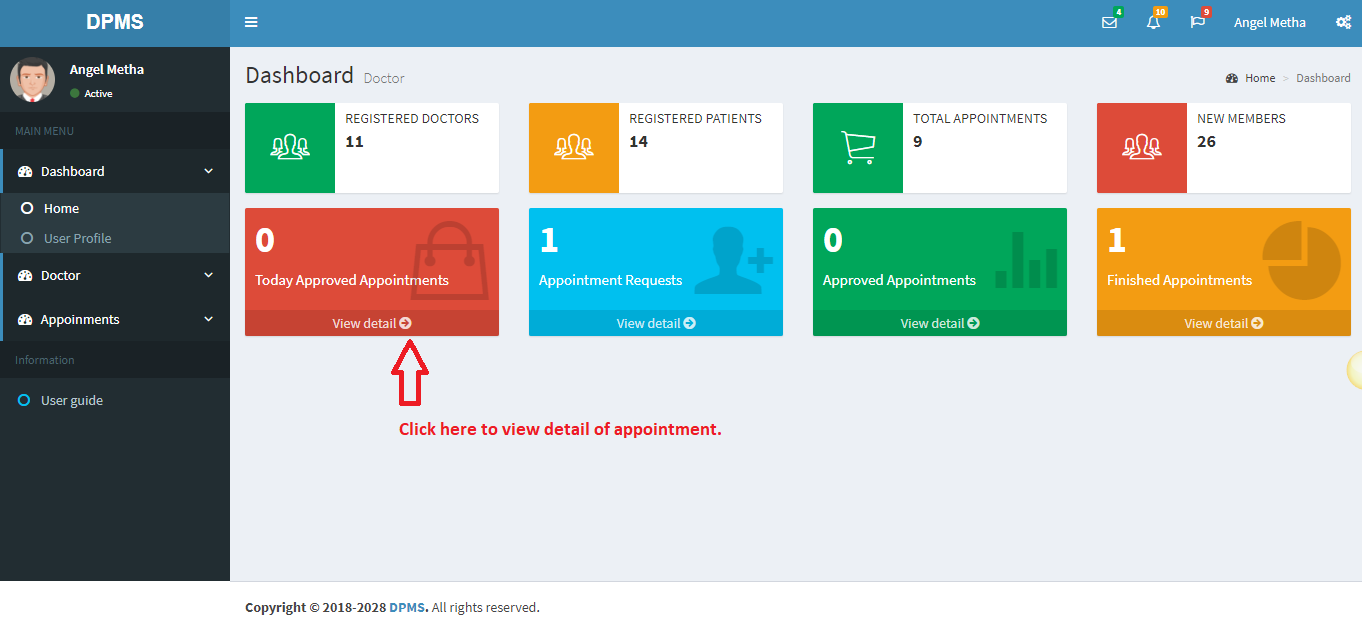 DPMS
4
10
9
Angel Metha
Angel Metha
Active
MAIN MENU
Dashboard
Home
User Profile
Doctor
Appoinments
Information
User guide
Dashboard Doctor
Home > Dashboard
REGISTERED DOCTORS
11
REGISTERED PATIENTS
14
TOTAL APPOINTMENTS
9
NEW MEMBERS
26
0
Today Approved Appointments
View detail
1
Appointment Requests
View detail
0
Approved Appointments
View detail
1
Finished Appointments
View detail
Click here to view detail of appointment.
Copyright © 2018-2028 DPMS. All rights reserved.